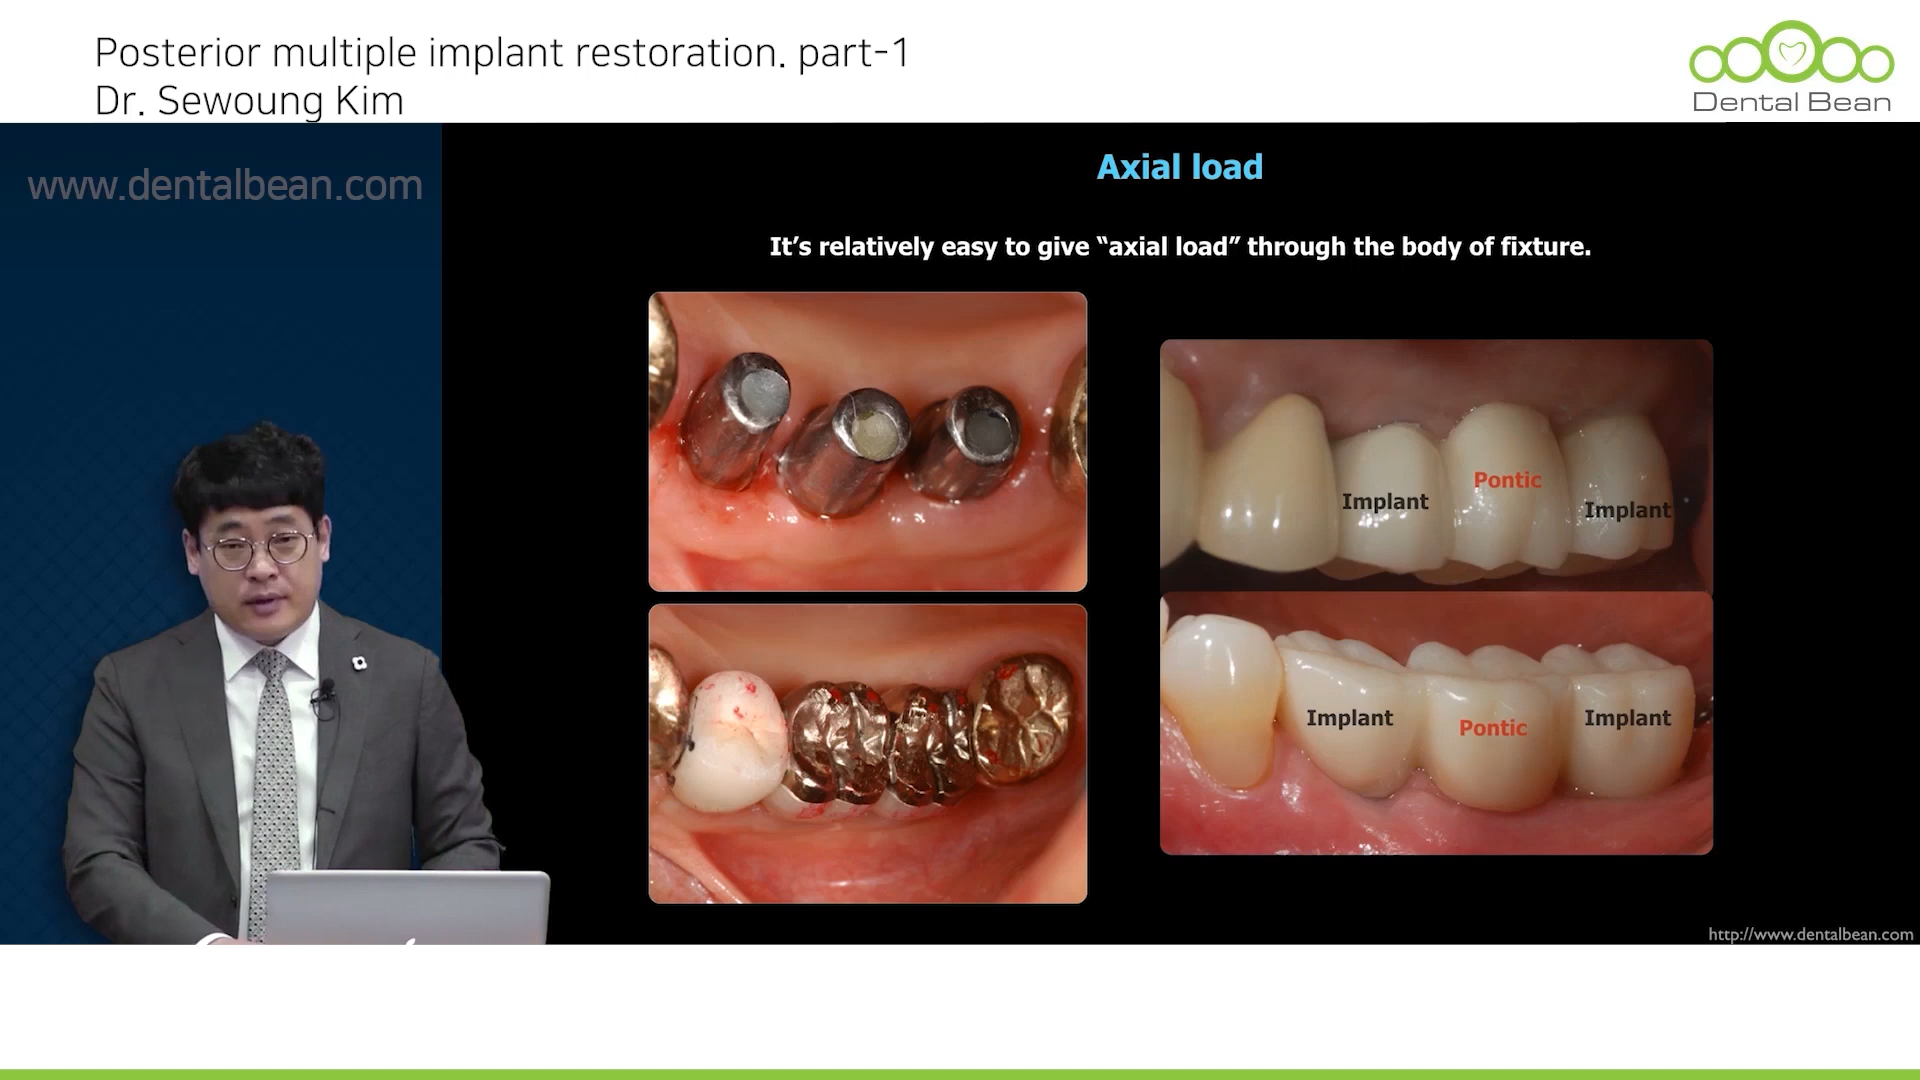 Posterior multiple implant restoration. part-1
Dr. Sewoung Kim
Dental Bean
www.dentalbean.com
Axial load
It’s relatively easy to give “axial load” through the body of fixture.
Implant
Pontic
Implant
Implant
Pontic
Implant
http://www.dentalbean.com